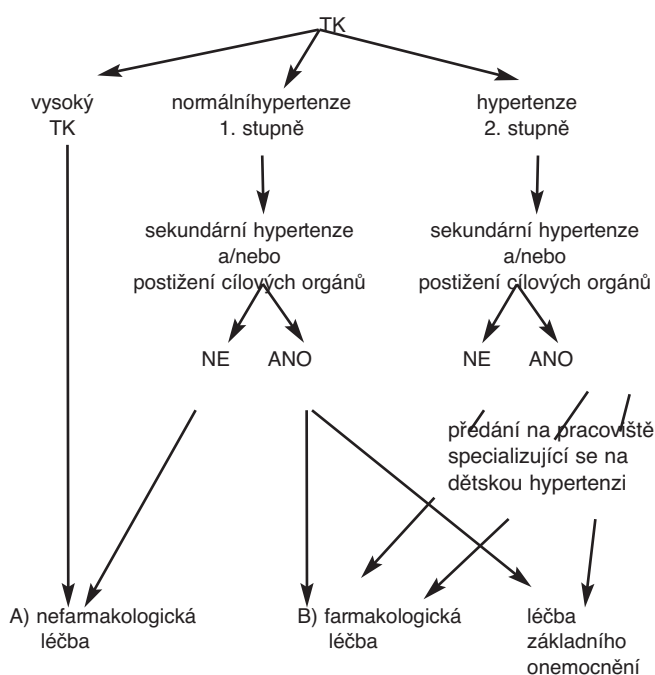 TK
vysoký
TK
normálníhypertenze
1. stupně
hypertenze
2. stupně
sekundární hypertenze
a/nebo
postižení cílových orgánů
sekundární hypertenze
a/nebo
postižení cílových orgánů
NE
ANO
NE
ANO
předání na pracoviště
specializující se na
dětskou hypertenzi
A) nefarmakologická
léčba
B) farmakologická
léčba
léčba
základního
onemocnění